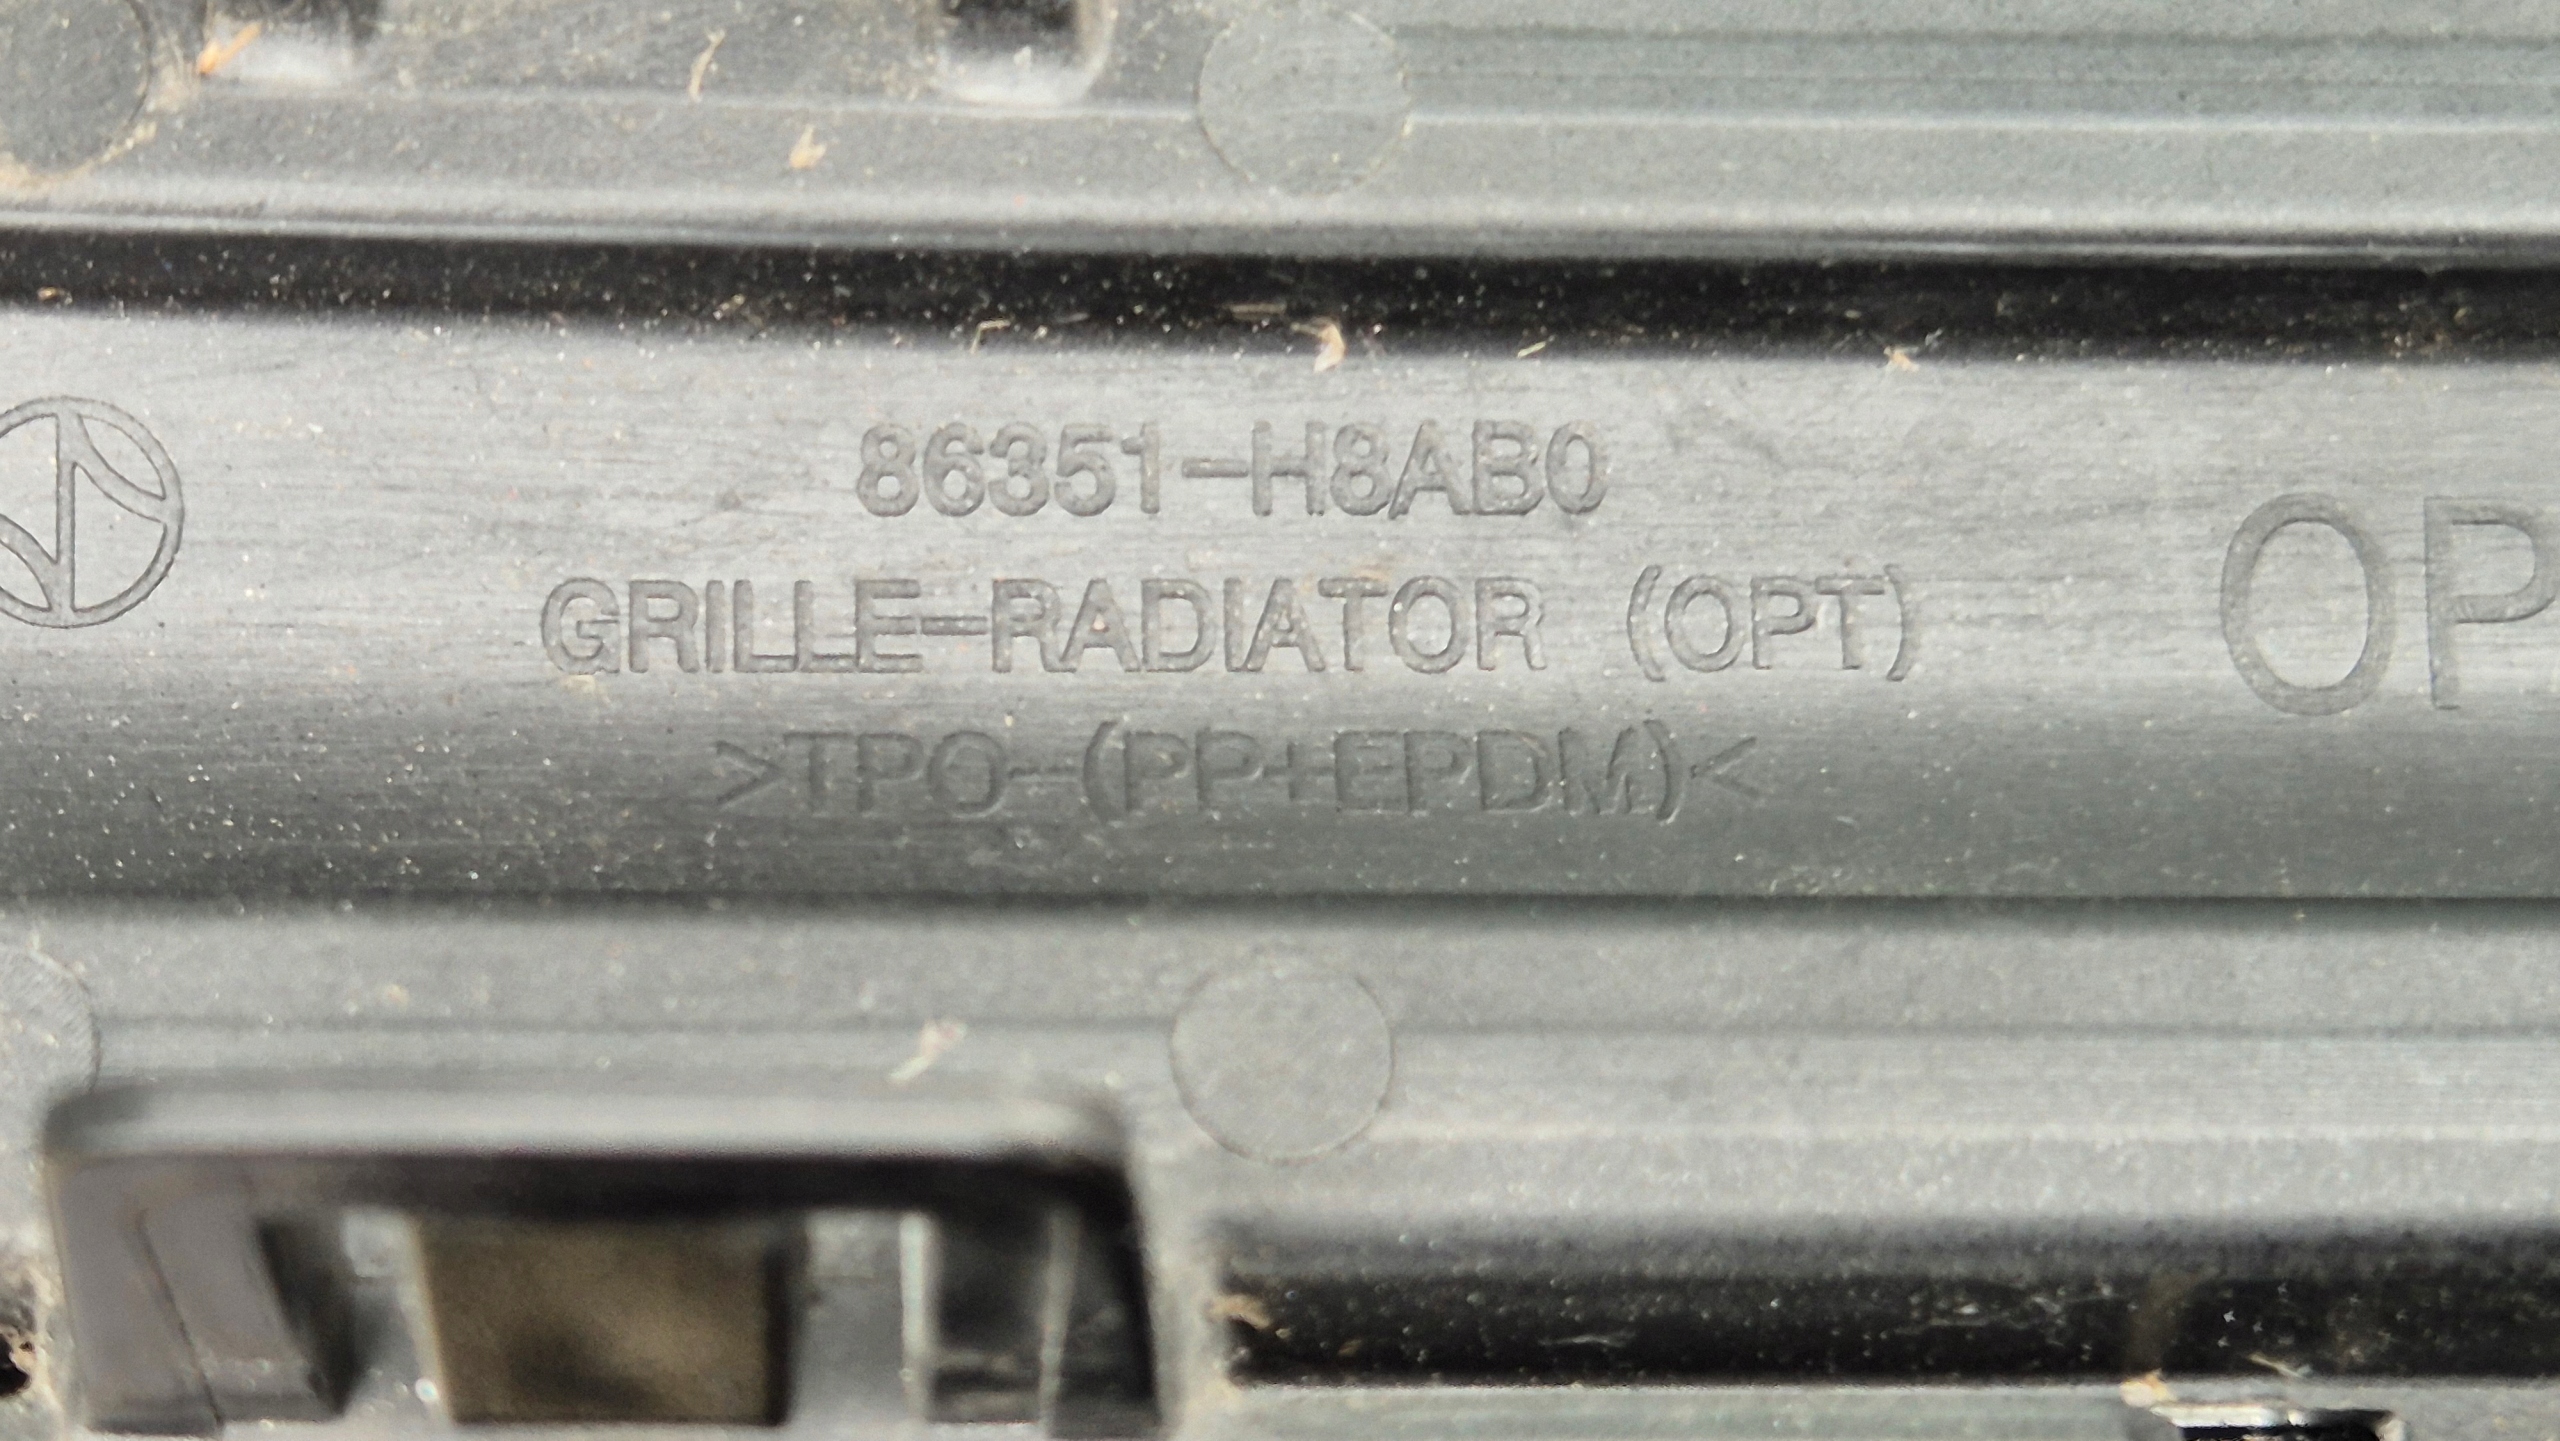 86351-H8AB0
GRILLE-RADIATOR (OPT)
>TPO-(PP+EPDM)<
OP